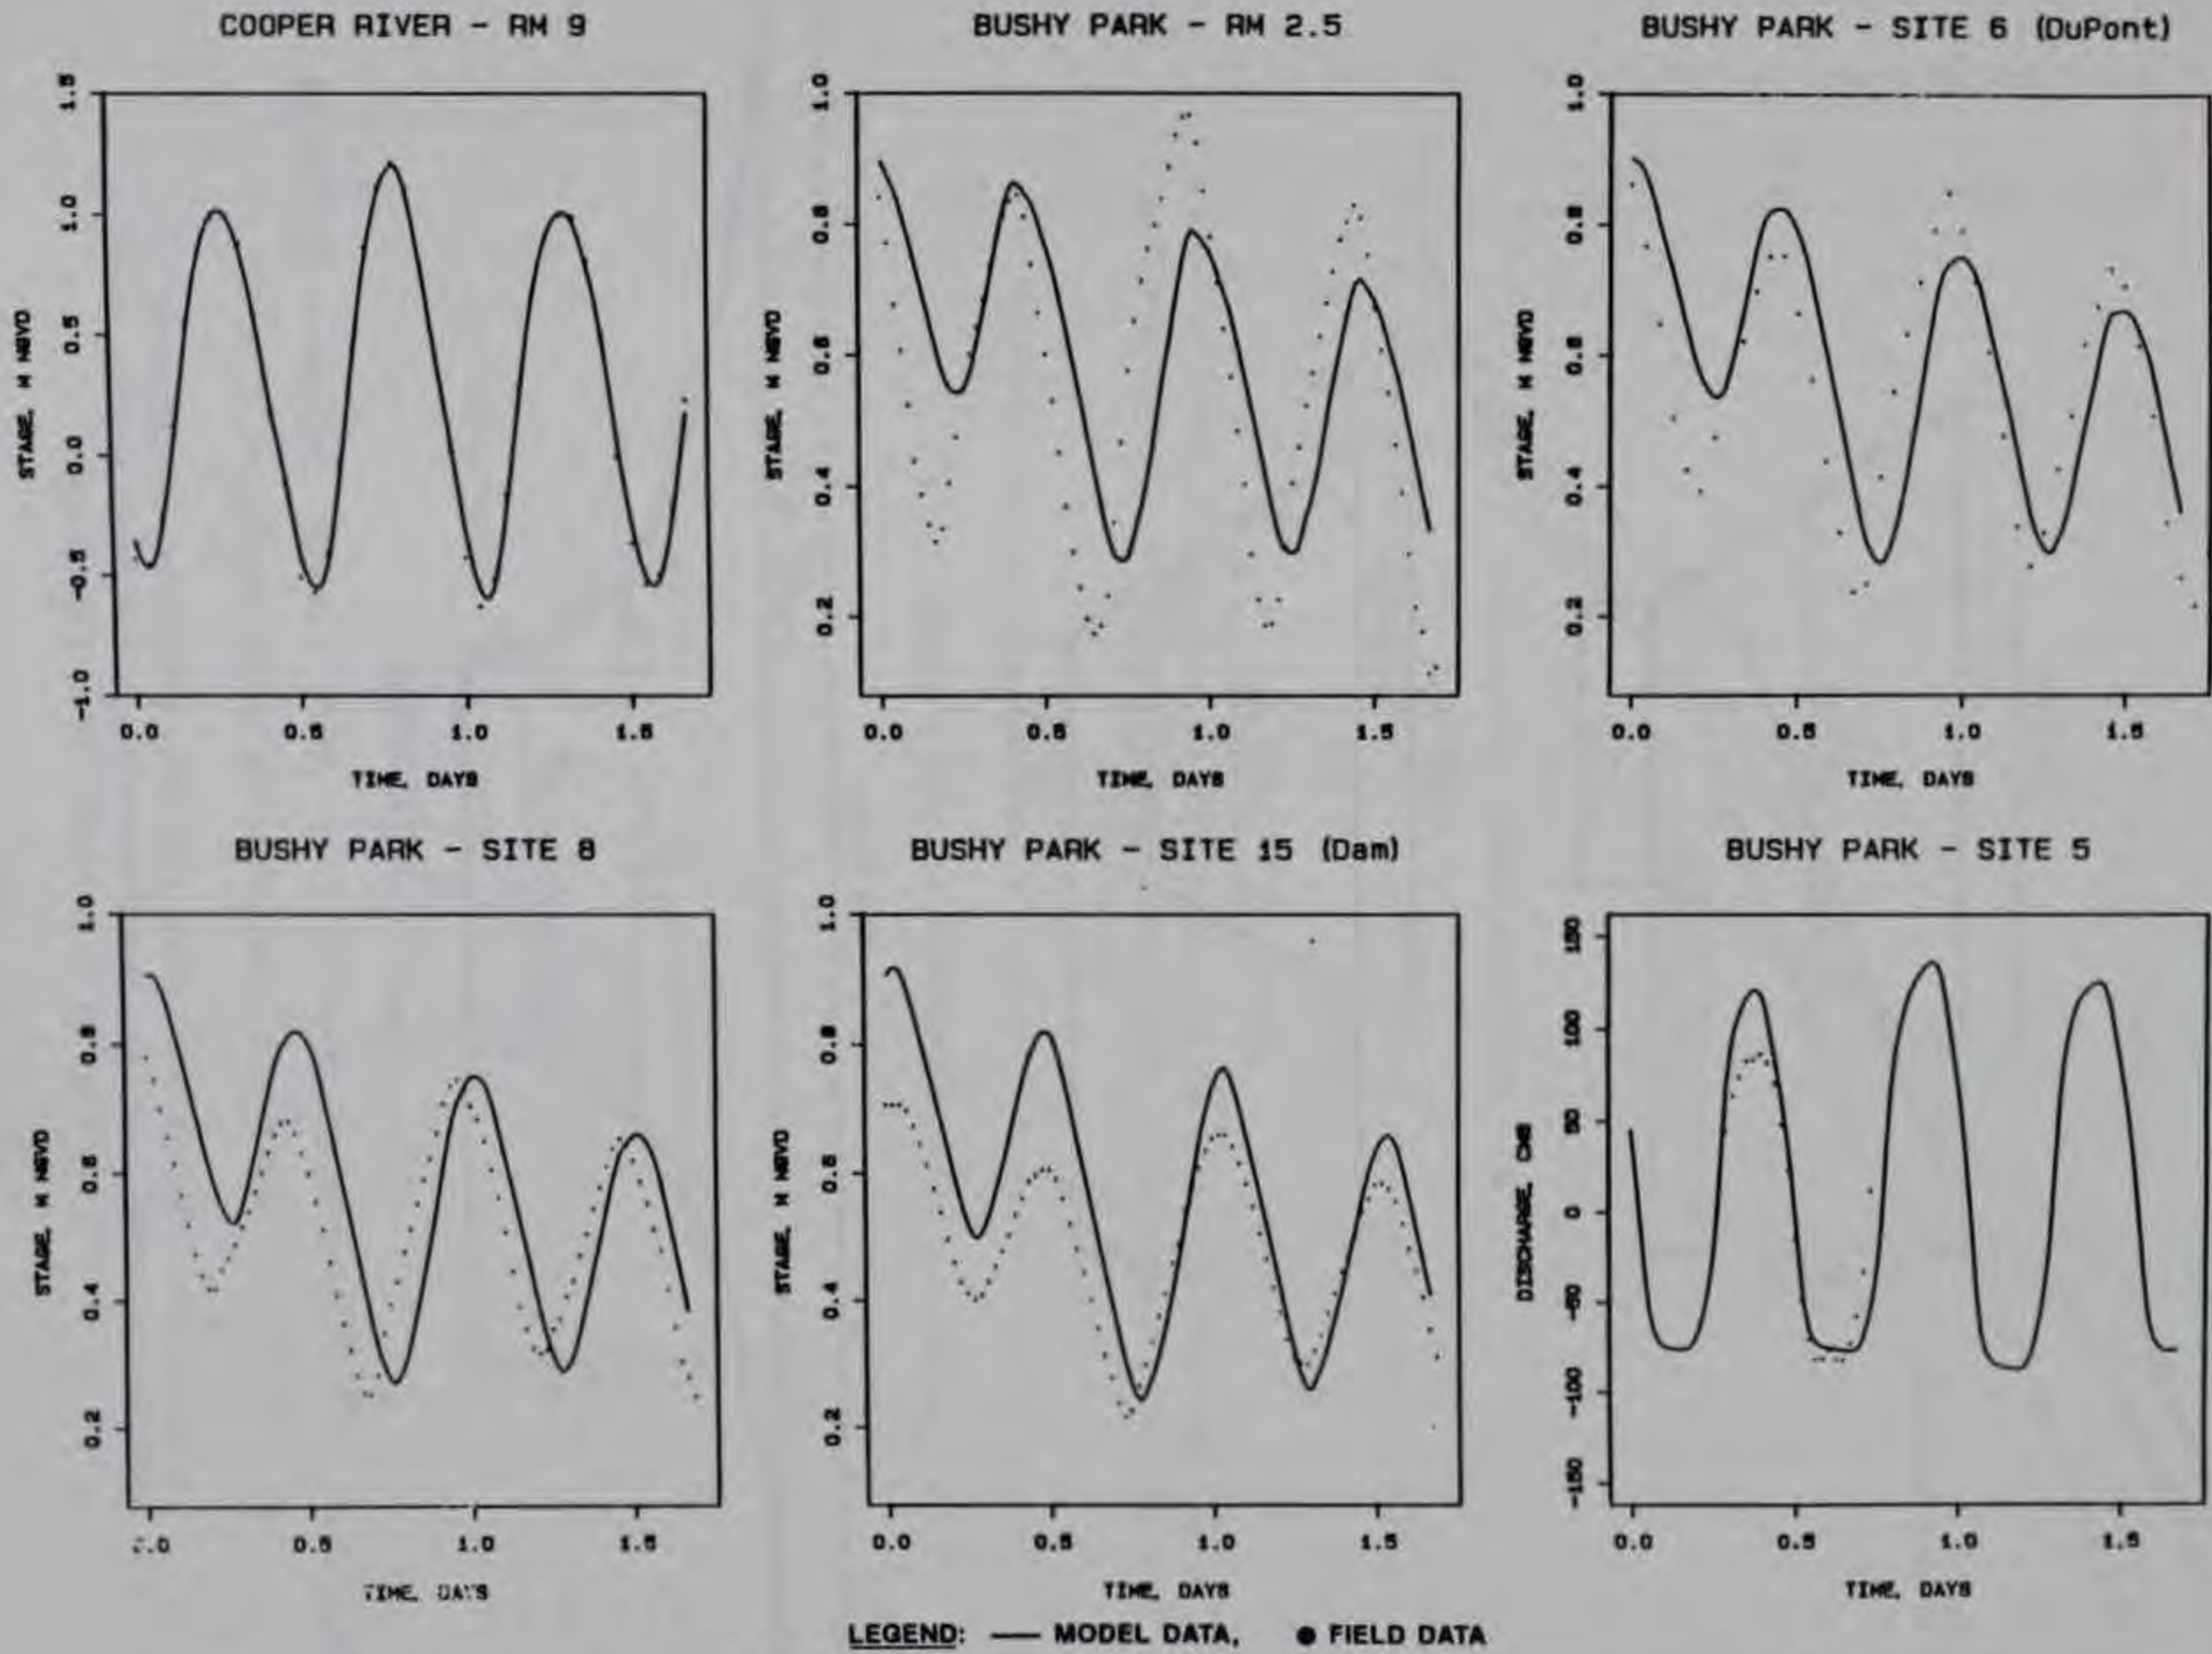 COOPER RIVER - RM 9
1.5
1.0
0.5
0.0
-0.5
-1.0
STAGE, M NGVD
0.0 0.5 1.0 1.5
TIME, DAYS
BUSHY PARK - RM 2.5
1.0
0.8
0.6
0.4
0.2
STAGE, M NGVD
0.0 0.5 1.0 1.5
TIME, DAYS
BUSHY PARK - SITE 6 (DuPont)
1.0
0.8
0.6
0.4
0.2
STAGE, M NGVD
0.0 0.5 1.0 1.5
TIME, DAYS
BUSHY PARK - SITE 8
1.0
0.8
0.6
0.4
0.2
STAGE, M NGVD
0.0 0.5 1.0 1.5
TIME, DAYS
BUSHY PARK - SITE 15 (Dam)
1.0
0.8
0.6
0.4
0.2
STAGE, M NGVD
0.0 0.5 1.0 1.5
TIME, DAYS
BUSHY PARK - SITE 5
150
100
50
0
-50
-100
-150
DISCHARGE, CMS
0.0 0.5 1.0 1.5
TIME, DAYS
LEGEND: — MODEL DATA, ● FIELD DATA